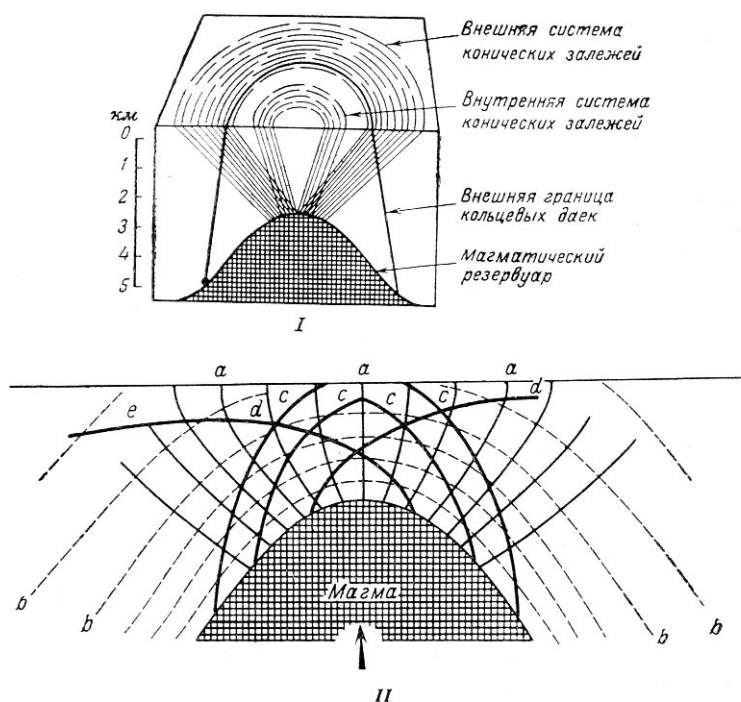 Внешняя система
конических залежей
Внутренняя система
конических залежей
Внешняя граница
кольцевых даек
Магматический
резервуар
км
0
1
2
3
4
5
I
a a a
e d c c c c d
b b b b
Магма
II